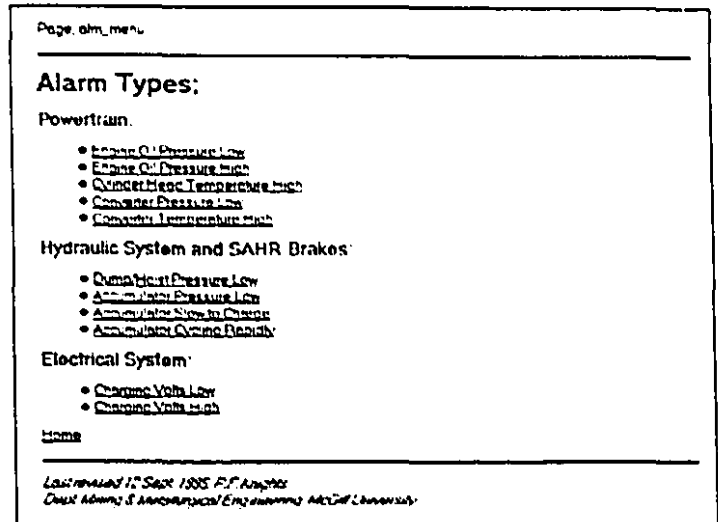 Page: alm_menu
Alarm Types:
Powertrain:
Engine Oil Pressure Low
Engine Oil Pressure High
Cylinder Head Temperature High
Converter Pressure Low
Converter Temperature High
Hydraulic System and SAHR Brakes:
Dump/Hoist Pressure Low
Accumulator Pressure Low
Accumulator Slow to Charge
Accumulator Cycling Rapidly
Electrical System:
Charging Volts Low
Charging Volts High
Home
Last revised 12 Sept. 1995. P.F. Knights
Dept. Mining & Metallurgical Engineering, McGill University